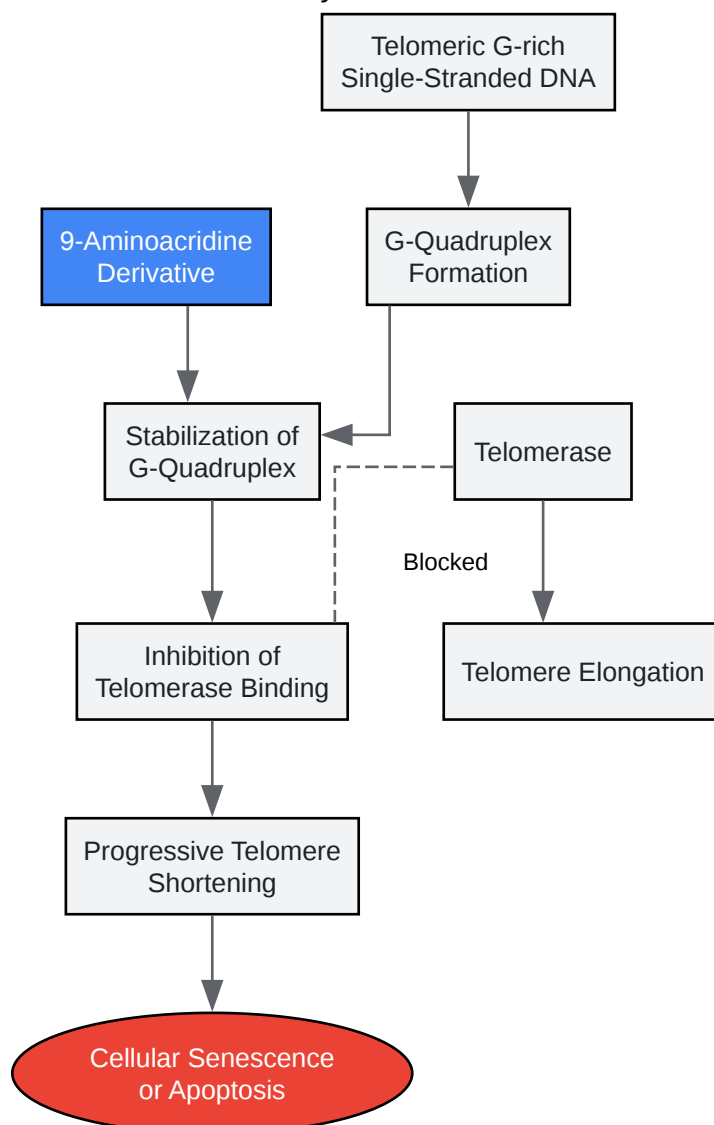 Telomeric G-rich
Single-Stranded DNA
9-Aminoacridine
Derivative
G-Quadruplex
Formation
Stabilization of
G-Quadruplex
Telomerase
Blocked
Inhibition of
Telomerase Binding
Telomere Elongation
Progressive Telomere
Shortening
Cellular Senescence
or Apoptosis